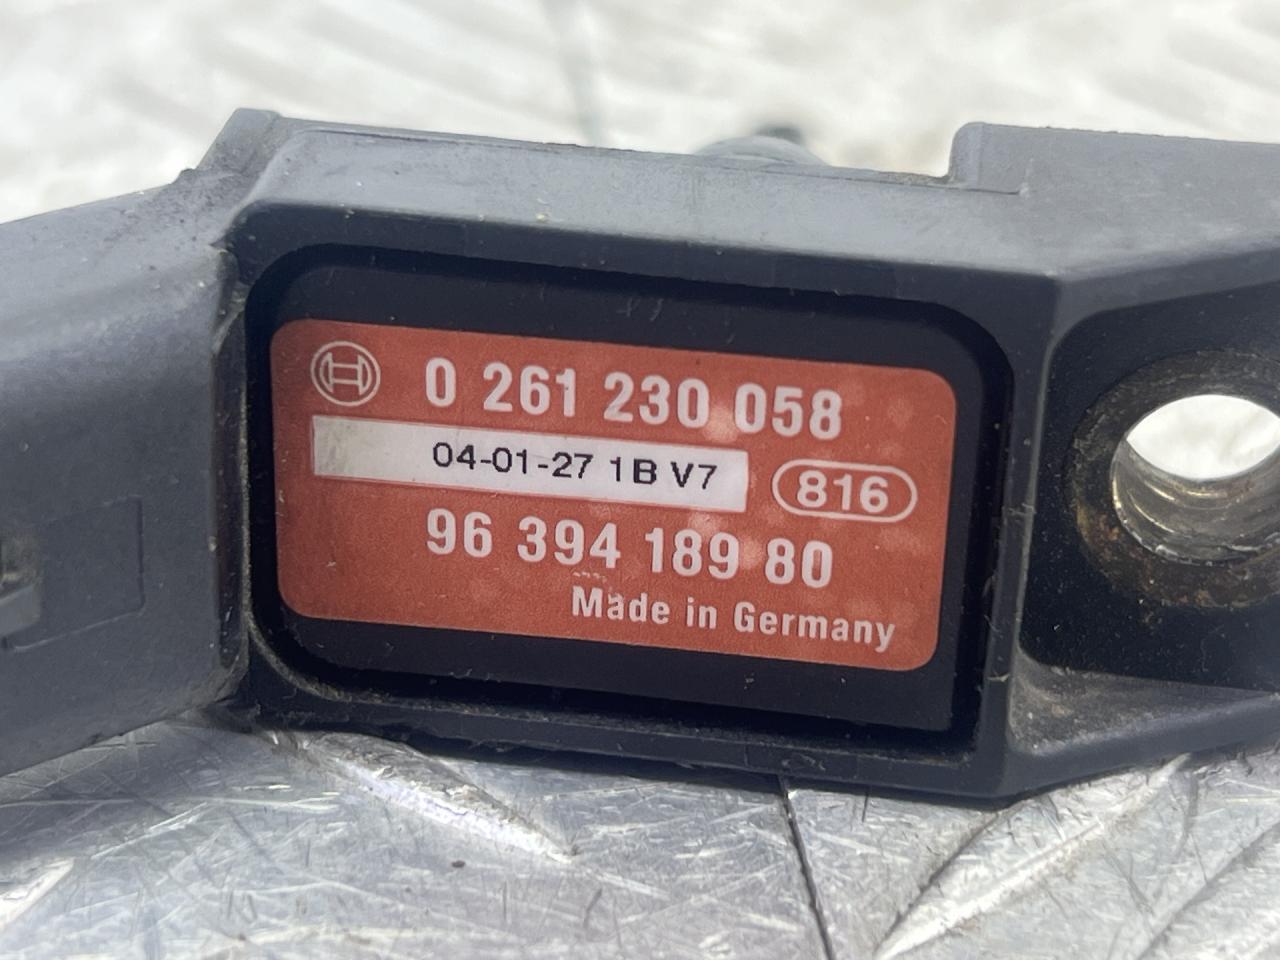 0 261 230 058
04-01-27 1B V7
816
96 394 189 80
Made in Germany